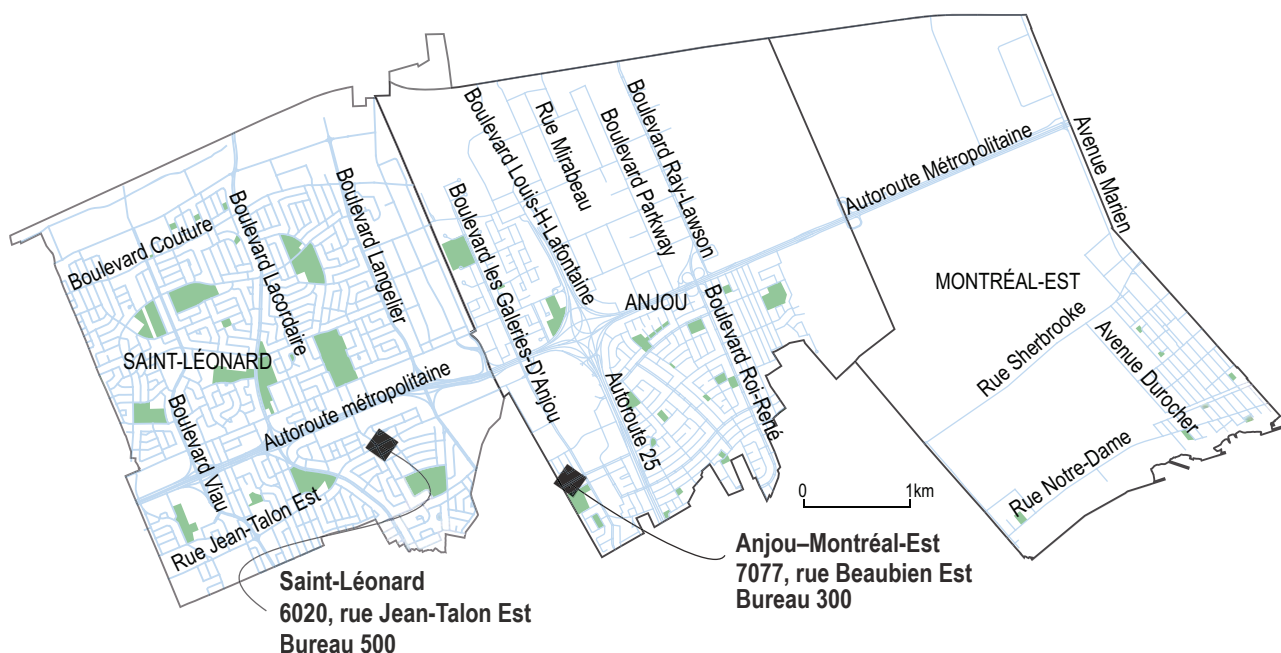 Boulevard Couture
Boulevard Lacordaire
Boulevard Langelier
SAINT-LÉONARD
Boulevard Viau
Autoroute métropolitaine
Rue Jean-Talon Est
Boulevard Louis-H-Lafontaine
Rue Mirabeau
Boulevard Parkway
Boulevard Ray-Lawson
Boulevard les Galeries-D'Anjou
ANJOU
Autoroute 25
Boulevard Roi-René
Autoroute Métropolitaine
Avenue Marien
MONTRÉAL-EST
Rue Sherbrooke
Avenue Durocher
Rue Notre-Dame
0 1km
Saint-Léonard
6020, rue Jean-Talon Est
Bureau 500
Anjou–Montréal-Est
7077, rue Beaubien Est
Bureau 300